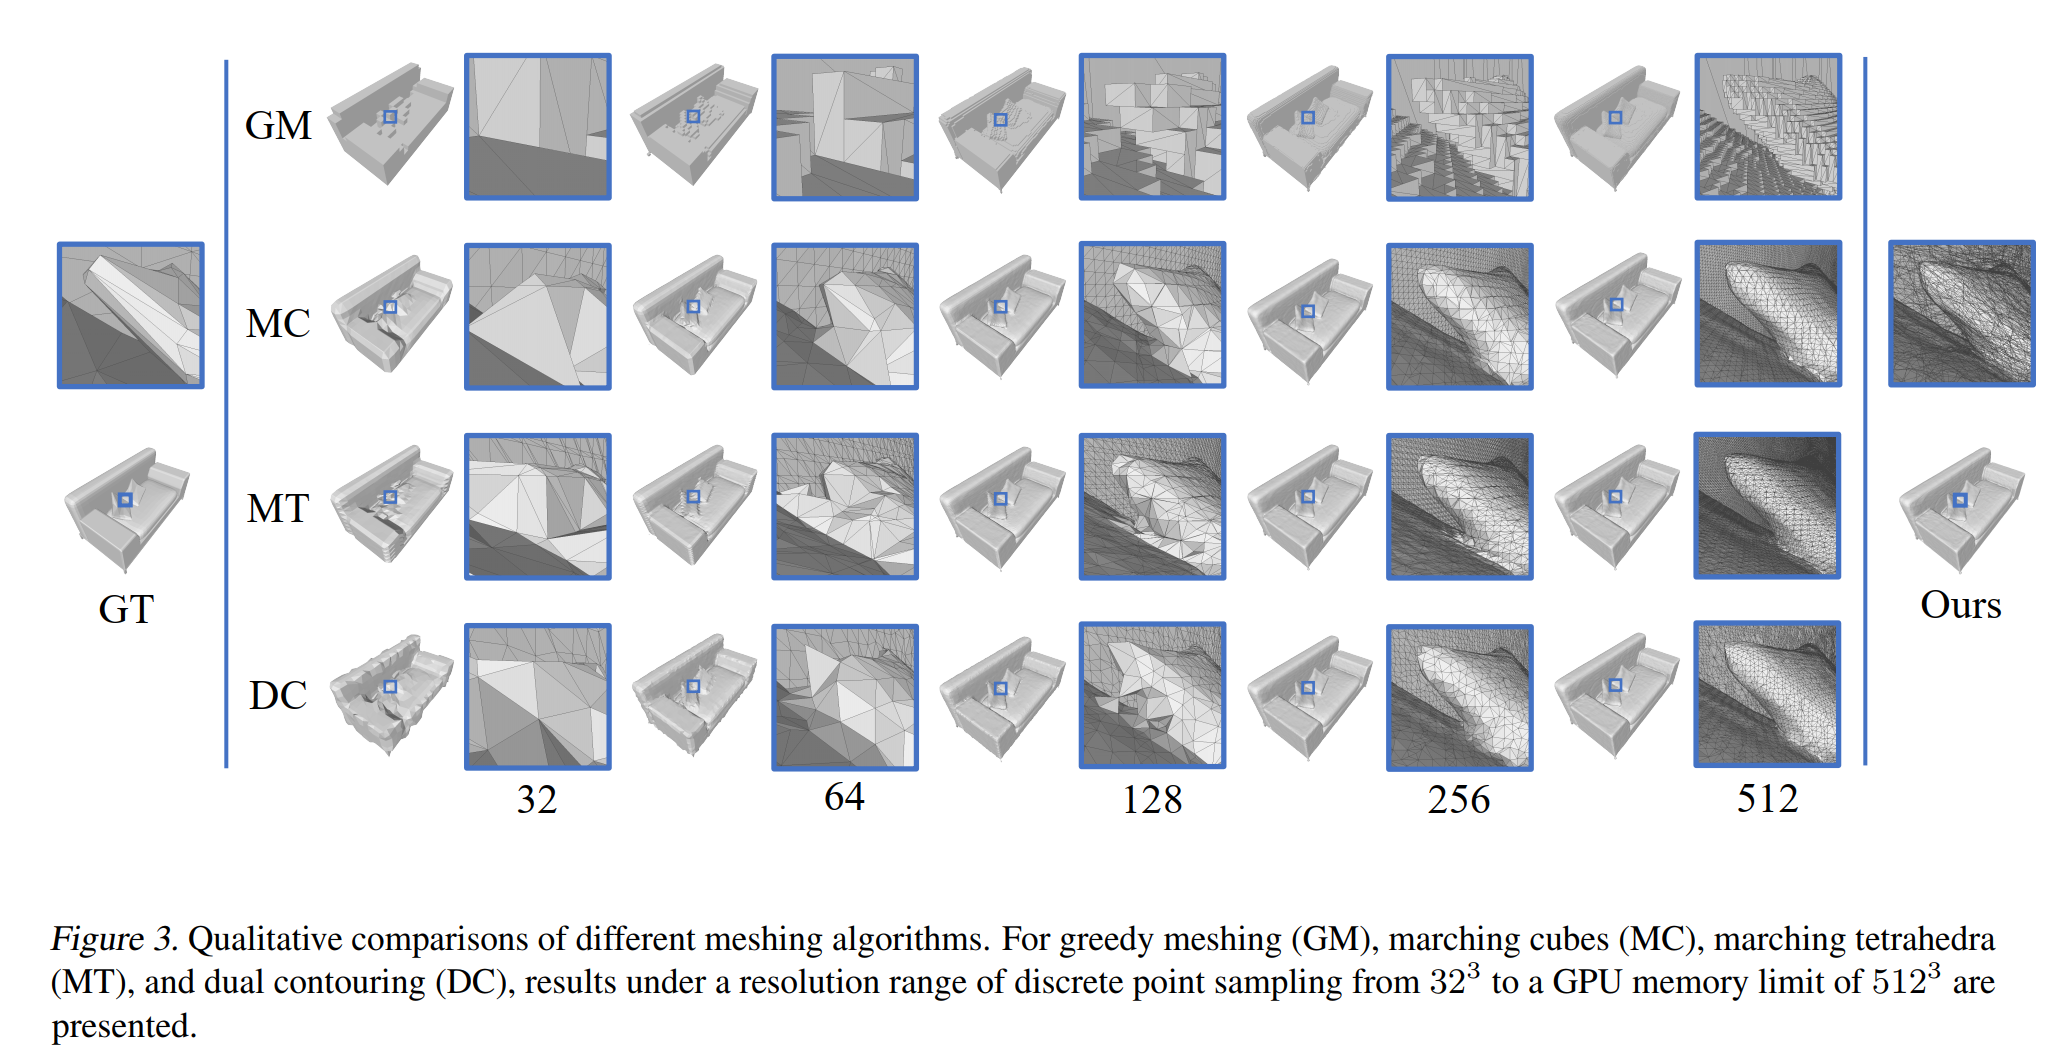 GM
MC
MT
DC
GT
Ours
32 64 128 256 512
Figure 3. Qualitative comparisons of different meshing algorithms. For greedy meshing (GM), marching cubes (MC), marching tetrahedra
(MT), and dual contouring (DC), results under a resolution range of discrete point sampling from 32³ to a GPU memory limit of 512³ are
presented.